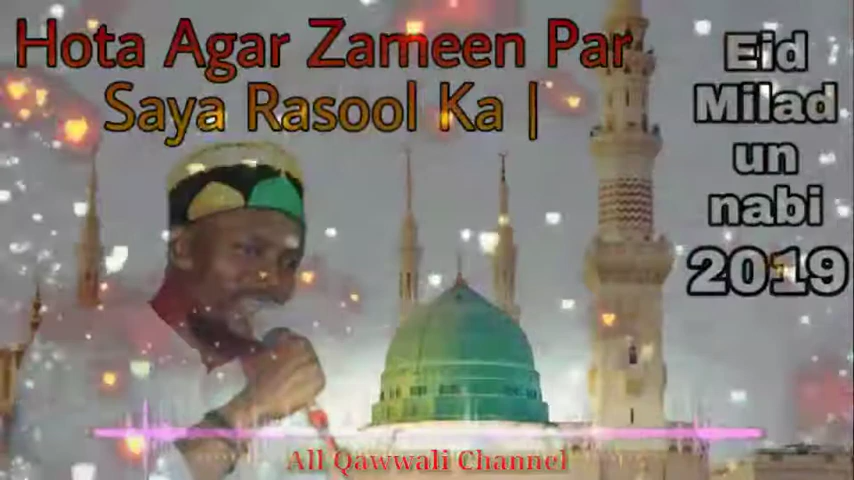 Hota Agar Zameen Par
Saya Rasool Ka |
Eid
Milad
un
nabi
2019
All Qawwali Channel